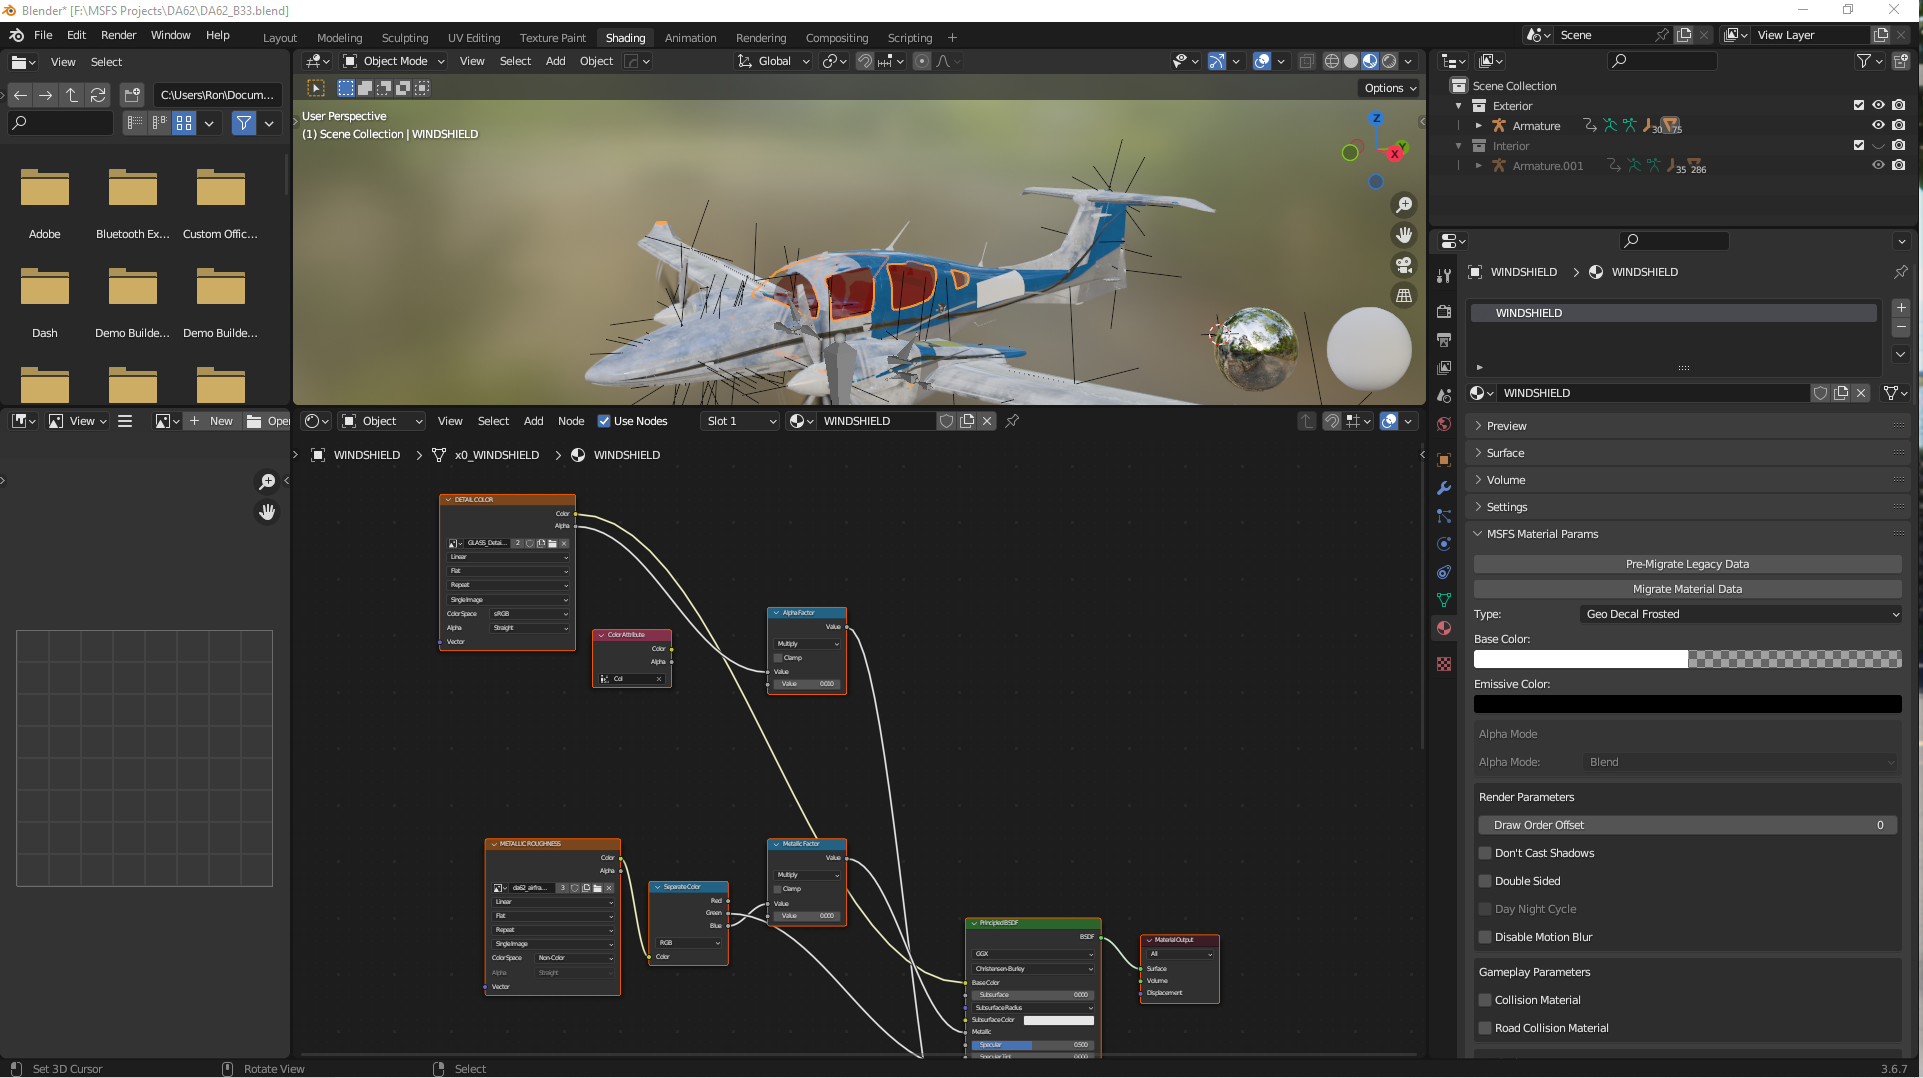 Blender* [F:\MSFS Projects\DA62\DA62_B33.blend]
File Edit Render Window Help
Layout Modeling Sculpting UV Editing Texture Paint Shading Animation Rendering Compositing Scripting +
Scene
View Layer
View Select
Object Mode View Select Add Object
Global
Options
C:\Users\Ron\Docum...
Adobe
Bluetooth Ex...
Custom Offic...
Dash
Demo Builde...
Demo Builde...
User Perspective
(1) Scene Collection | WINDSHIELD
Z
Y
X
Scene Collection
Exterior
Armature
30
75
Interior
Armature.001
35
286
WINDSHIELD > WINDSHIELD
WINDSHIELD
WINDSHIELD
Preview
Surface
Volume
Settings
MSFS Material Params
Pre-Migrate Legacy Data
Migrate Material Data
Type: Geo Decal Frosted
Base Color:
Emissive Color:
Alpha Mode
Alpha Mode: Blend
Render Parameters
Draw Order Offset 0
Don't Cast Shadows
Double Sided
Day Night Cycle
Disable Motion Blur
Gameplay Parameters
Collision Material
Road Collision Material
View
New
Oper
Object View Select Add Node Use Nodes Slot 1 WINDSHIELD
WINDSHIELD > x0_WINDSHIELD > WINDSHIELD
DETAIL COLOR
Color
Alpha
GLASS_Detai... 2
Linear
Flat
Repeat
Single Image
Color Space sRGB
Alpha Straight
Vector
Color Attribute
Color
Alpha
Col
Alpha Factor
Value
Multiply
Clamp
Value
Value 0.010
METALLIC ROUGHNESS
Color
Alpha
da62_airfra... 3
Linear
Flat
Repeat
Single Image
Color Space Non-Color
Alpha Straight
Vector
Separate Color
Red
Green
Blue
RGB
Color
Metallic Factor
Value
Multiply
Clamp
Value
Value 0.000
Principled BSDF
BSDF
GGX
Christensen-Burley
Base Color
Subsurface 0.000
Subsurface Radius
Subsurface Color
Metallic
Specular 0.500
Specular Tint 0.000
Material Output
All
Surface
Volume
Displacement
Set 3D Cursor
Rotate View
Select
3.6.7